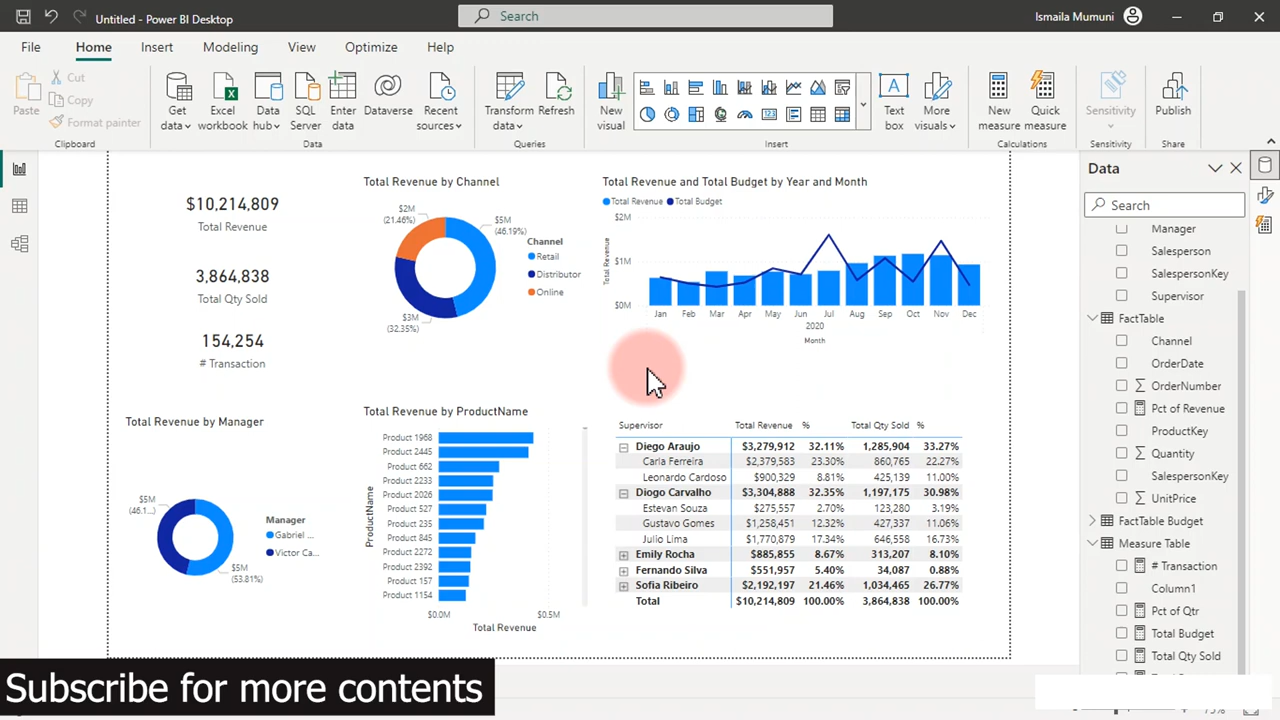 Untitled - Power BI Desktop
Search
Ismaila Mumuni
File Home Insert Modeling View Optimize Help
Paste
Cut
Copy
Format painter
Clipboard
Get data
Excel workbook
Data hub
SQL Server
Enter data
Dataverse
Recent sources
Data
Transform data
Refresh
Queries
New visual
Text box
More visuals
Insert
New measure
Quick measure
Calculations
Sensitivity
Sensitivity
Publish
Share
$10,214,809
Total Revenue
3,864,838
Total Qty Sold
154,254
# Transaction
Total Revenue by Channel
$2M
(21.46%)
$5M
(46.19%)
$3M
(32.35%)
Channel
Retail
Distributor
Online
Total Revenue and Total Budget by Year and Month
Total Revenue Total Budget
Total Revenue
$2M
$1M
$0M
Jan Feb Mar Apr May Jun Jul Aug Sep Oct Nov Dec
2020
Month
Total Revenue by Manager
$5M
(46.1...)
$5M
(53.81%)
Manager
Gabriel ...
Victor Ca...
Total Revenue by ProductName
ProductName
Product 1968
Product 2445
Product 662
Product 2233
Product 2026
Product 527
Product 235
Product 845
Product 2272
Product 2392
Product 157
Product 1154
$0.0M $0.5M
Total Revenue
Supervisor Total Revenue % Total Qty Sold %
Diego Araujo $3,279,912 32.11% 1,285,904 33.27%
Carla Ferreira $2,379,583 23.30% 860,765 22.27%
Leonardo Cardoso $900,329 8.81% 425,139 11.00%
Diogo Carvalho $3,304,888 32.35% 1,197,175 30.98%
Estevan Souza $275,557 2.70% 123,280 3.19%
Gustavo Gomes $1,258,451 12.32% 427,337 11.06%
Julio Lima $1,770,879 17.34% 646,558 16.73%
Emily Rocha $885,855 8.67% 313,207 8.10%
Fernando Silva $551,957 5.40% 34,087 0.88%
Sofia Ribeiro $2,192,197 21.46% 1,034,465 26.77%
Total $10,214,809 100.00% 3,864,838 100.00%
Data
Search
Manager
Salesperson
SalespersonKey
Supervisor
FactTable
Channel
OrderDate
OrderNumber
Pct of Revenue
ProductKey
Quantity
SalespersonKey
UnitPrice
FactTable Budget
Measure Table
# Transaction
Column1
Pct of Qtr
Total Budget
Total Qty Sold
Subscribe for more contents